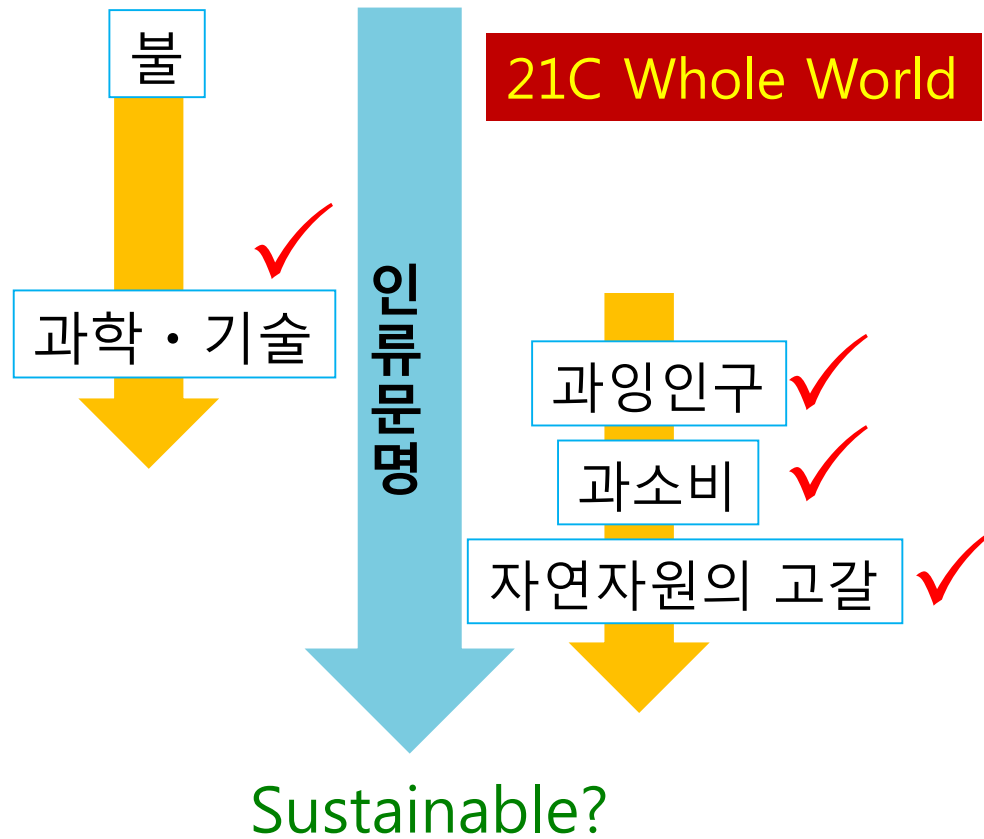 불
21C Whole World
과학・기술
인류문명
과잉인구
과소비
자연자원의 고갈
Sustainable?